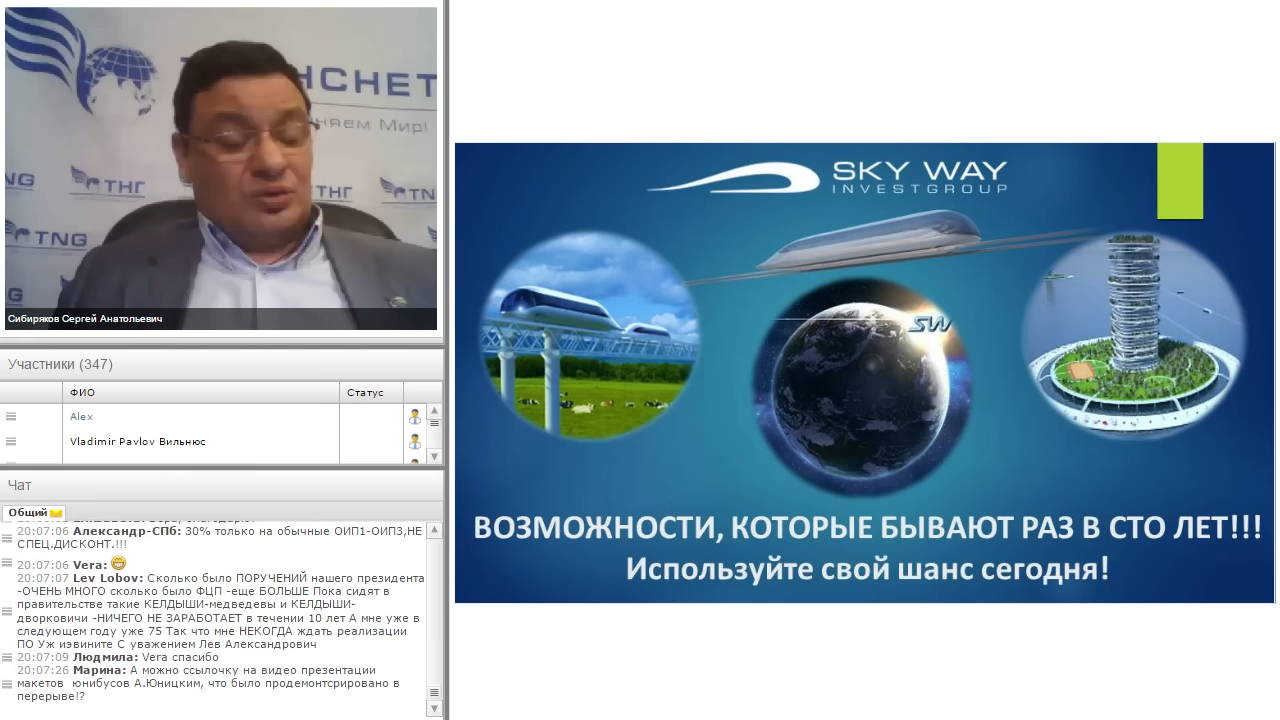 ТРАНСНЕТ
няем Мир!
NG
ТНГ
TNG
TNG
TNG
Сибиряков Сергей Анатольевич
Участники (347)
ФИО
Статус
Alex
Vladimir Pavlov Вильнюс
Чат
Общий
20:07:06 Александр-СПб: 30% только на обычные ОИП1-ОИП3,НЕ
СПЕЦ.ДИСКОНТ.!!!
20:07:06 Vera:
20:07:07 Lev Lobov: Сколько было ПОРУЧЕНИЙ нашего президента
-ОЧЕНЬ МНОГО сколько было ФЦП -еще БОЛЬШЕ Пока сидят в
правительстве такие КЕЛДЫШИ-медведевы и КЕЛДЫШИ-
дворковичи -НИЧЕГО НЕ ЗАРАБОТАЕТ в течении 10 лет А мне уже в
следующем году уже 75 Так что мне НЕКОГДА ждать реализации
ПО Уж извините С уважением Лев Александрович
20:07:09 Людмила: Vera спасибо
20:07:26 Марина: А можно ссылочку на видео презентации
макетов юнибусов А.Юницким, что было продемонтсрировано в
перерыве!?
SKY WAY
INVESTGROUP
SW
ВОЗМОЖНОСТИ, КОТОРЫЕ БЫВАЮТ РАЗ В СТО ЛЕТ!!!
Используйте свой шанс сегодня!